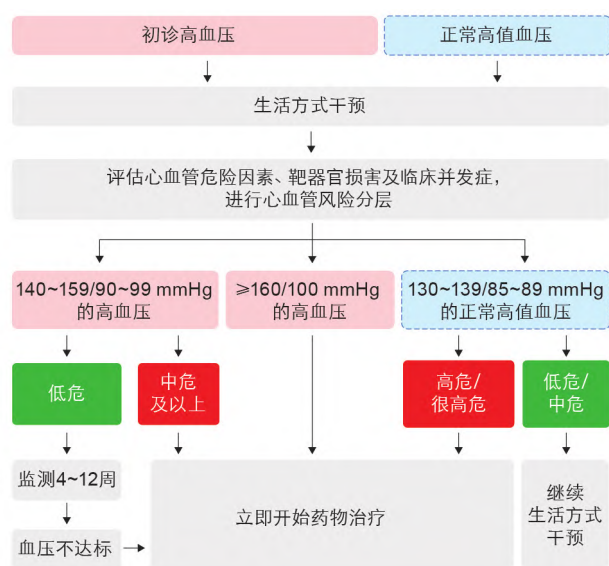 初诊高血压
正常高值血压
生活方式干预
评估心血管危险因素、靶器官损害及临床并发症，
进行心血管风险分层
140~159/90~99 mmHg
的高血压
≥160/100 mmHg
的高血压
130~139/85~89 mmHg
的正常高值血压
低危
中危
及以上
高危/
很高危
低危/
中危
监测4~12周
血压不达标
立即开始药物治疗
继续
生活方式
干预